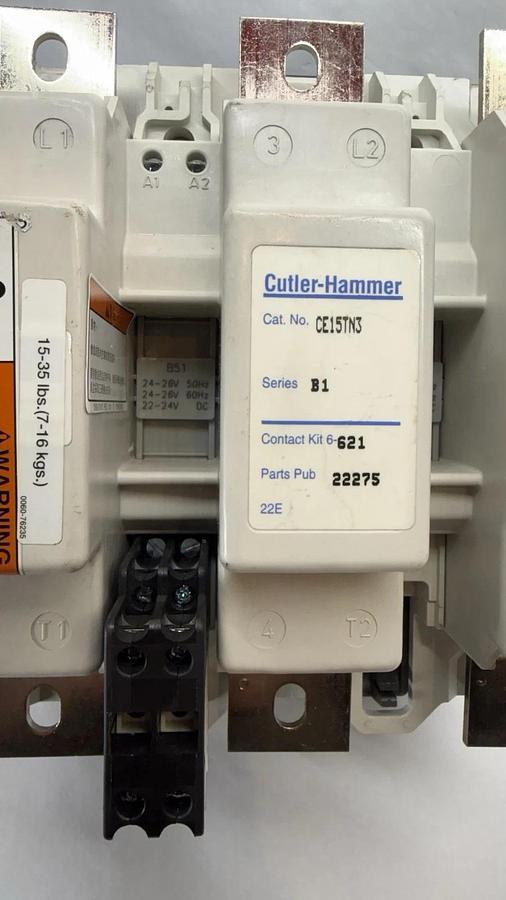 L1
3
L2
A1 A2
15-35 lbs.(7-16 kgs.)
WARNING
0060-76235
B51
24-26V 50Hz
24-26V 60Hz
22-24V DC
Cutler-Hammer
Cat. No. CE15TN3
Series B1
Contact Kit 6-621
Parts Pub 22275
22E
T1
4
T2